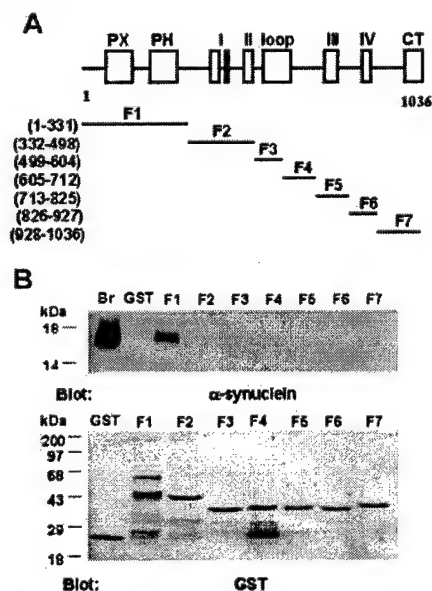 A
PX PH I II loop III IV CT
1 1036
(1-331) F1
(332-498) F2
(499-604) F3
(605-712) F4
(713-825) F5
(826-927) F6
(928-1036) F7
B
kDa Br GST F1 F2 F3 F4 F5 F6 F7
18
14
Blot: α-synuclein
kDa GST F1 F2 F3 F4 F5 F6 F7
200
97
68
43
29
18
Blot: GST